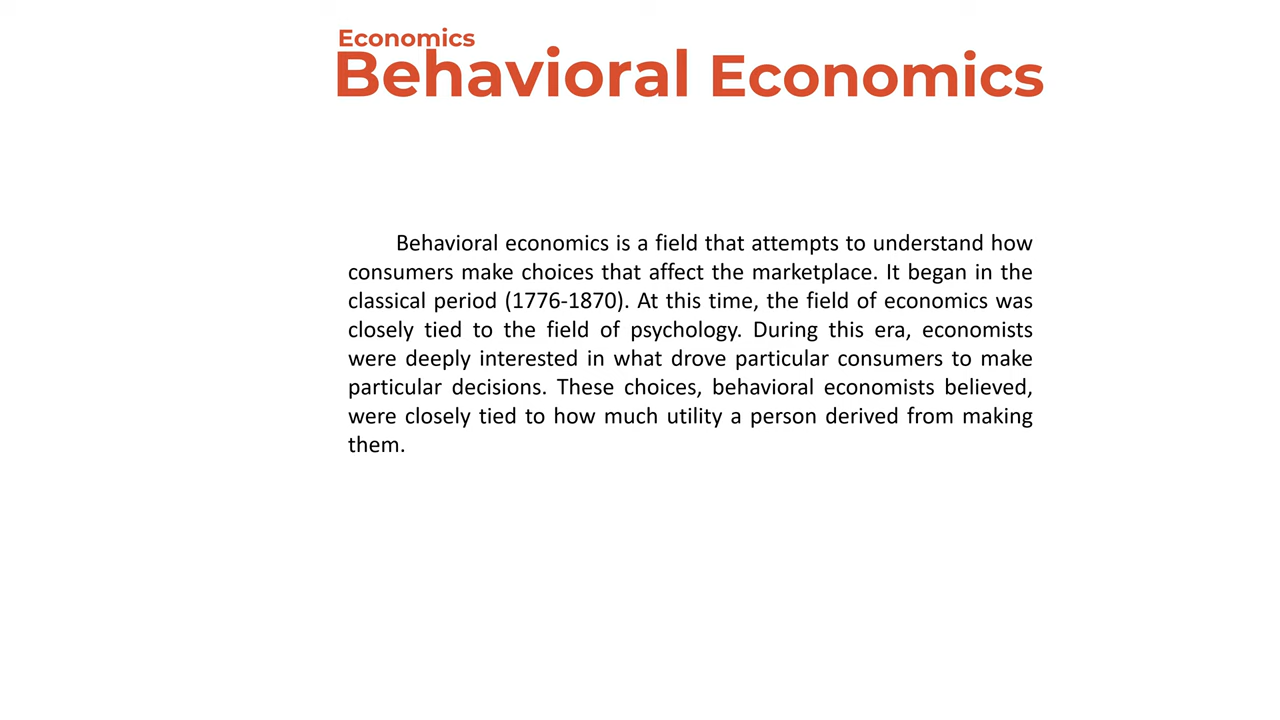 Economics
Behavioral Economics
Behavioral economics is a field that attempts to understand how
consumers make choices that affect the marketplace. It began in the
classical period (1776-1870). At this time, the field of economics was
closely tied to the field of psychology. During this era, economists
were deeply interested in what drove particular consumers to make
particular decisions. These choices, behavioral economists believed,
were closely tied to how much utility a person derived from making
them.